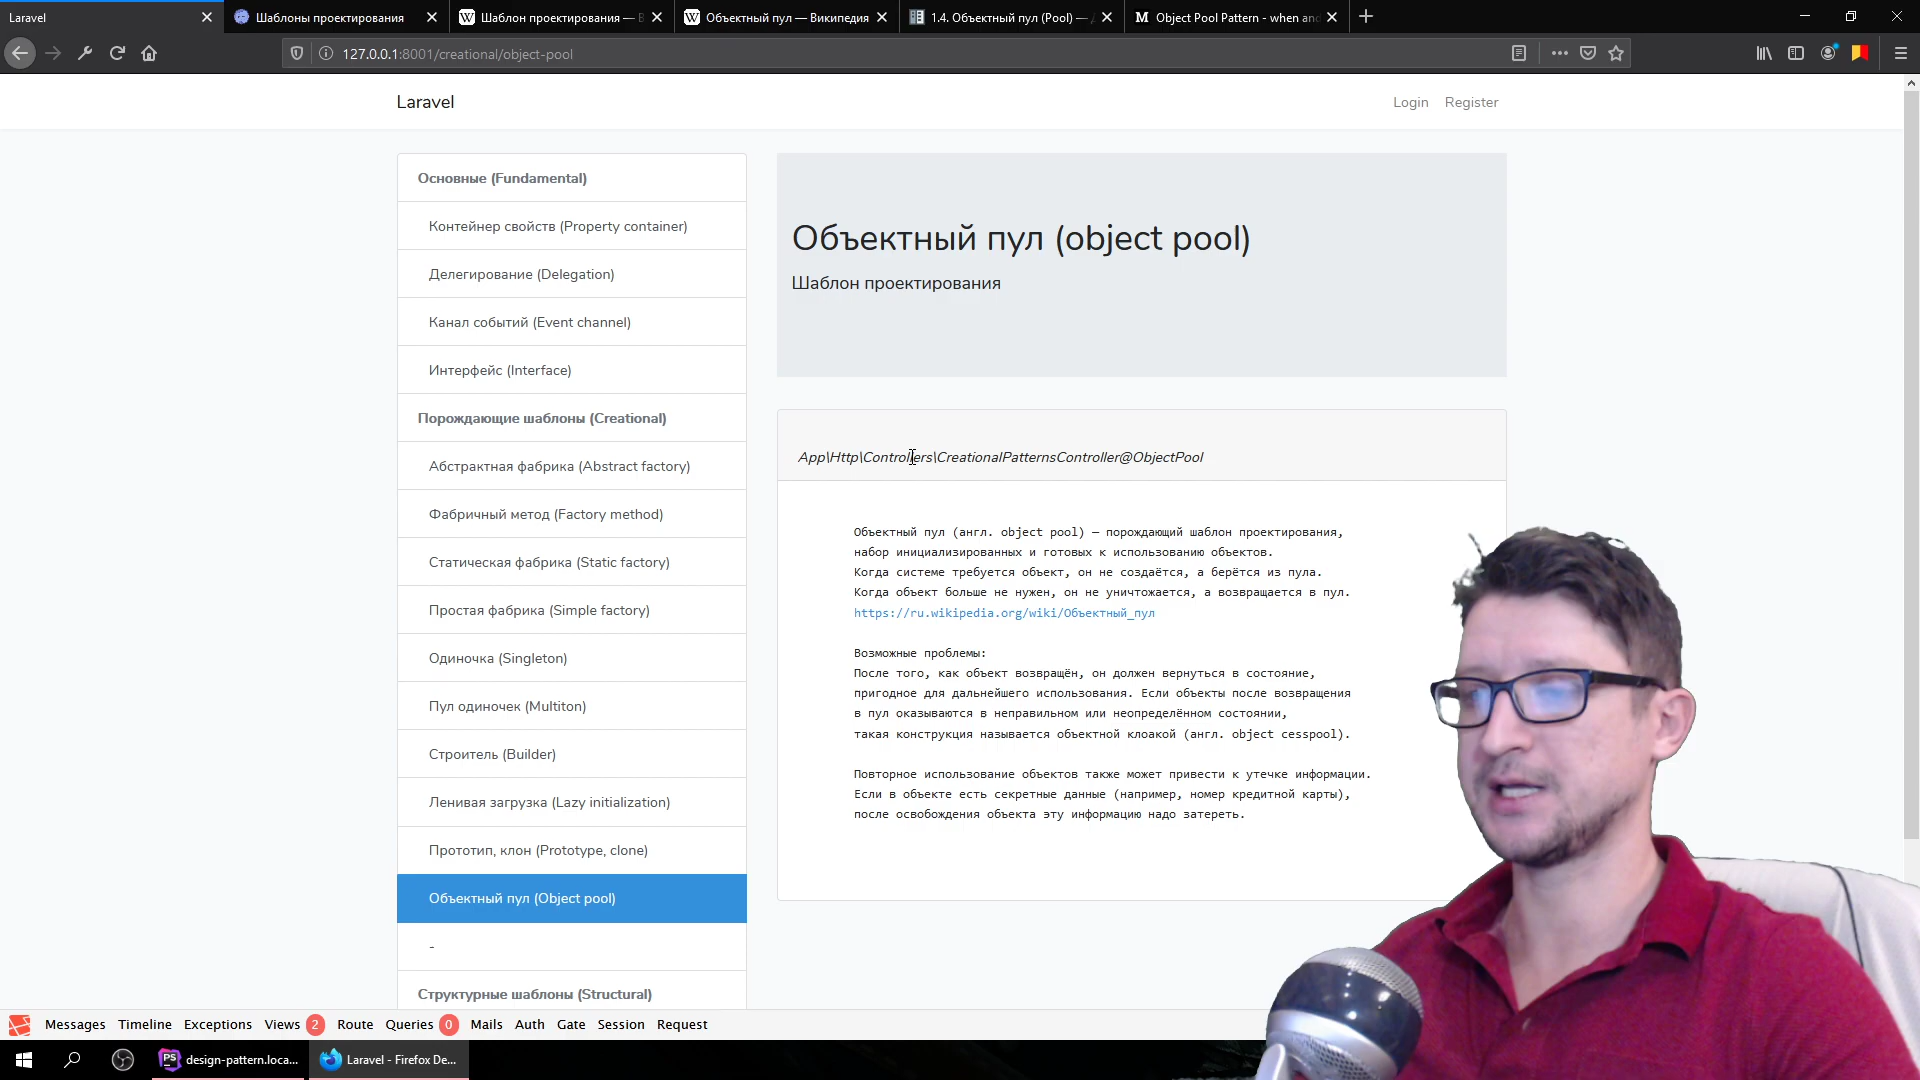 Laravel
Шаблоны проектирования
Шаблон проектирования — В
Объектный пул — Википедия
1.4. Объектный пул (Pool) —
Object Pool Pattern - when and
127.0.0.1:8001/creational/object-pool
Laravel
Login
Register
Основные (Fundamental)
Контейнер свойств (Property container)
Делегирование (Delegation)
Канал событий (Event channel)
Интерфейс (Interface)
Порождающие шаблоны (Creational)
Абстрактная фабрика (Abstract factory)
Фабричный метод (Factory method)
Статическая фабрика (Static factory)
Простая фабрика (Simple factory)
Одиночка (Singleton)
Пул одиночек (Multiton)
Строитель (Builder)
Ленивая загрузка (Lazy initialization)
Прототип, клон (Prototype, clone)
Объектный пул (Object pool)
-
Структурные шаблоны (Structural)
Объектный пул (object pool)
Шаблон проектирования
App\Http\Controllers\CreationalPatternsController@ObjectPool
Объектный пул (англ. object pool) — порождающий шаблон проектирования,
набор инициализированных и готовых к использованию объектов.
Когда системе требуется объект, он не создаётся, а берётся из пула.
Когда объект больше не нужен, он не уничтожается, а возвращается в пул.
https://ru.wikipedia.org/wiki/Объектный_пул
Возможные проблемы:
После того, как объект возвращён, он должен вернуться в состояние,
пригодное для дальнейшего использования. Если объекты после возвращения
в пул оказываются в неправильном или неопределённом состоянии,
такая конструкция называется объектной клоакой (англ. object cesspool).
Повторное использование объектов также может привести к утечке информации.
Если в объекте есть секретные данные (например, номер кредитной карты),
после освобождения объекта эту информацию надо затереть.
Messages
Timeline
Exceptions
Views 2
Route
Queries 0
Mails
Auth
Gate
Session
Request
PS design-pattern.loca...
Laravel - Firefox De...